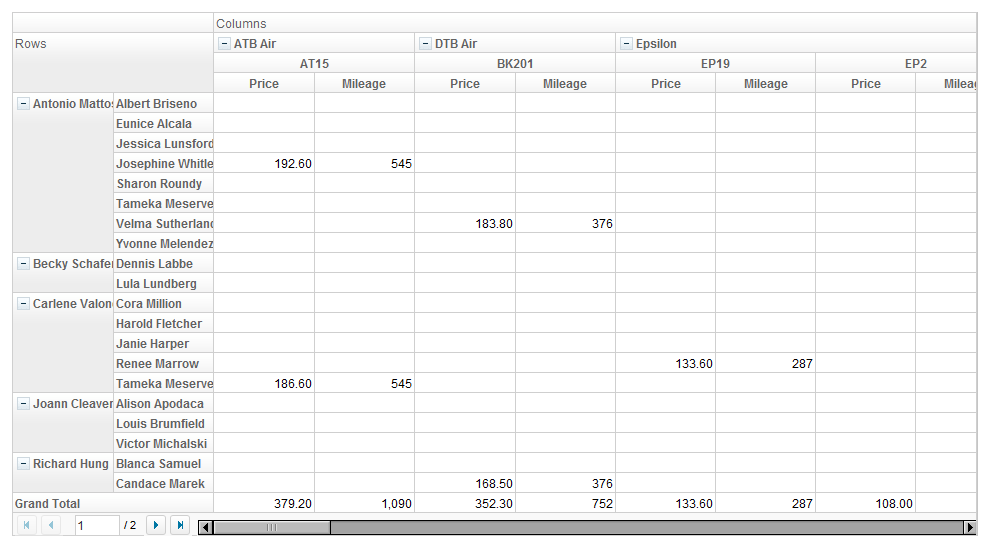 Columns
Rows
ATB Air DTB Air Epsilon
AT15 BK201 EP19 EP2
Price Mileage Price Mileage Price Mileage Price Mileag
Antonio Mattos Albert Briseno
Eunice Alcala
Jessica Lunsford
Josephine Whitle 192.60 545
Sharon Roundy
Tameka Meserve
Velma Sutherland 183.80 376
Yvonne Melendez
Becky Schafer Dennis Labbe
Lula Lundberg
Carlene Valon Cora Million
Harold Fletcher
Janie Harper
Renee Marrow 133.60 287
Tameka Meserve 186.60 545
Joann Cleaver Alison Apodaca
Louis Brumfield
Victor Michalski
Richard Hung Blanca Samuel
Candace Marek 168.50 376
Grand Total 379.20 1,090 352.30 752 133.60 287 108.00
1 / 2